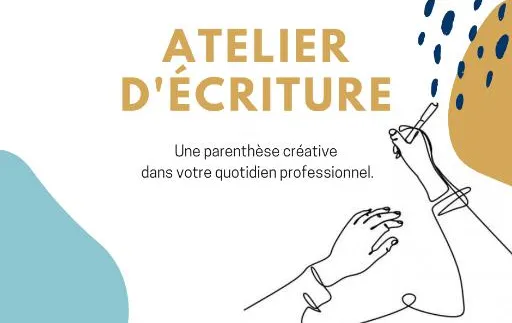 ATELIER
D'ÉCRITURE
Une parenthèse créative
dans votre quotidien professionnel.